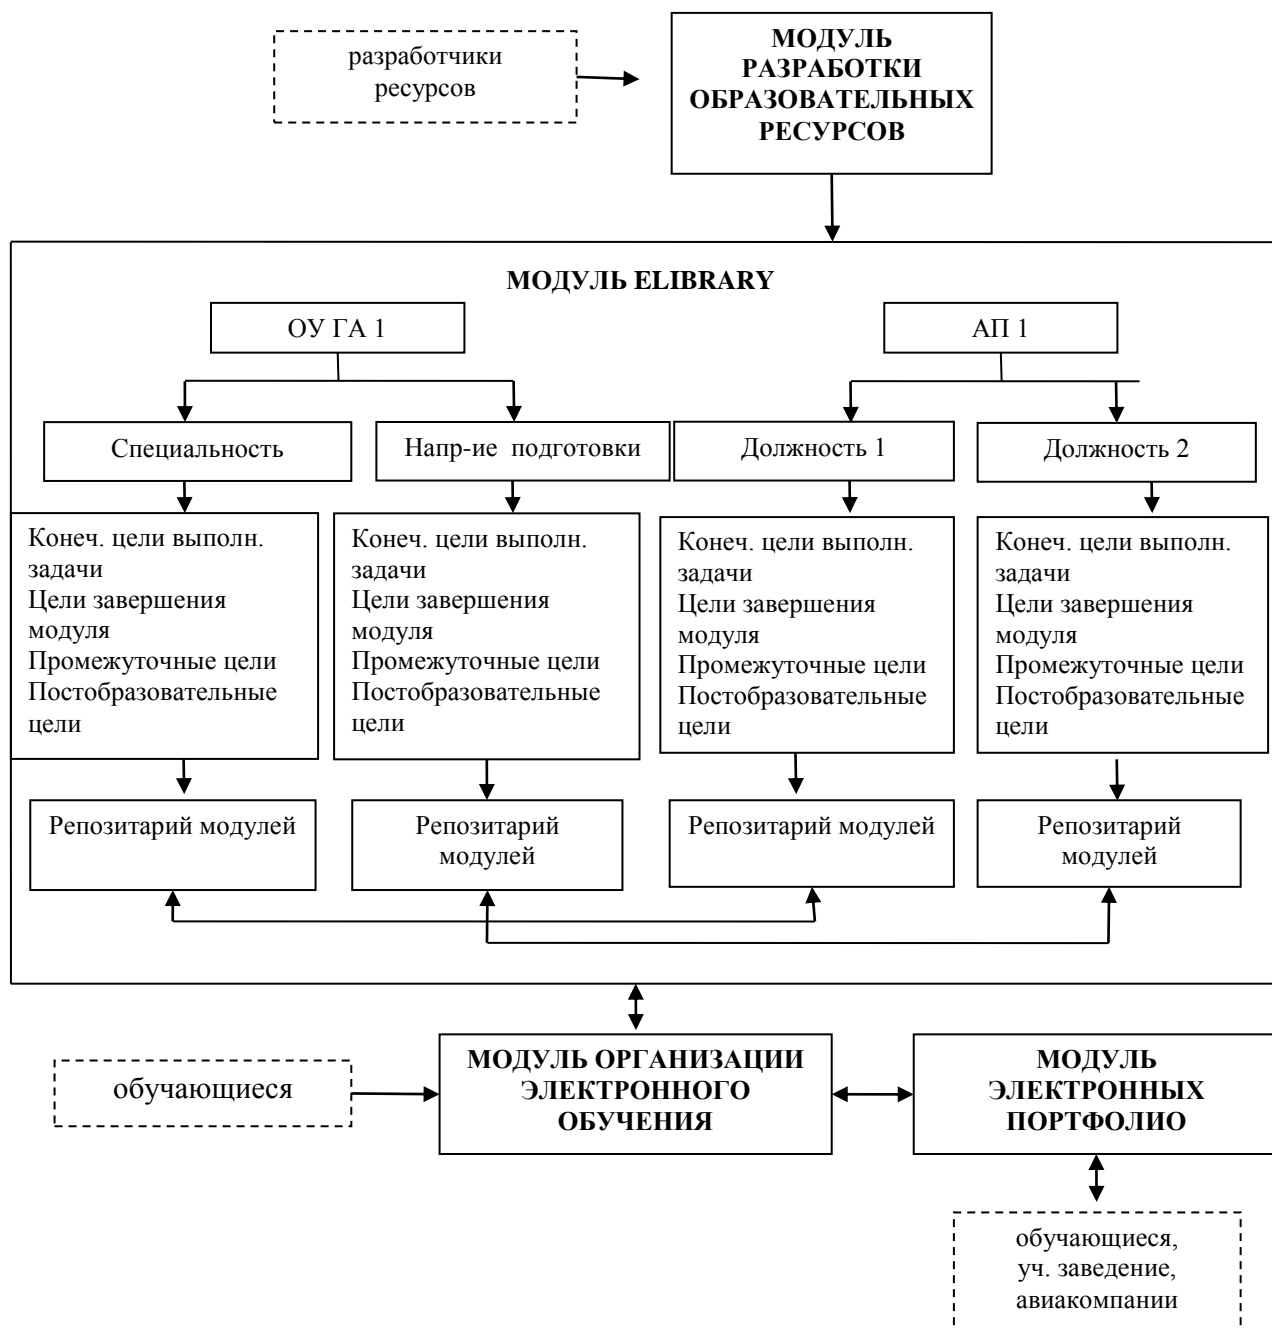 разработчики
ресурсов
МОДУЛЬ
РАЗРАБОТКИ
ОБРАЗОВАТЕЛЬНЫХ
РЕСУРСОВ
МОДУЛЬ ELIBRARY
ОУ ГА 1
АП 1
Специальность
Напр-ие подготовки
Должность 1
Должность 2
Конеч. цели выполн.
задачи
Цели завершения
модуля
Промежуточные цели
Постобразовательные
цели
Конеч. цели выполн.
задачи
Цели завершения
модуля
Промежуточные цели
Постобразовательные
цели
Конеч. цели выполн.
задачи
Цели завершения
модуля
Промежуточные цели
Постобразовательные
цели
Конеч. цели выполн.
задачи
Цели завершения
модуля
Промежуточные цели
Постобразовательные
цели
Репозитарий модулей
Репозитарий
модулей
Репозитарий модулей
Репозитарий
модулей
обучающиеся
МОДУЛЬ ОРГАНИЗАЦИИ
ЭЛЕКТРОННОГО
ОБУЧЕНИЯ
МОДУЛЬ
ЭЛЕКТРОННЫХ
ПОРТФОЛИО
обучающиеся,
уч. заведение,
авиакомпании